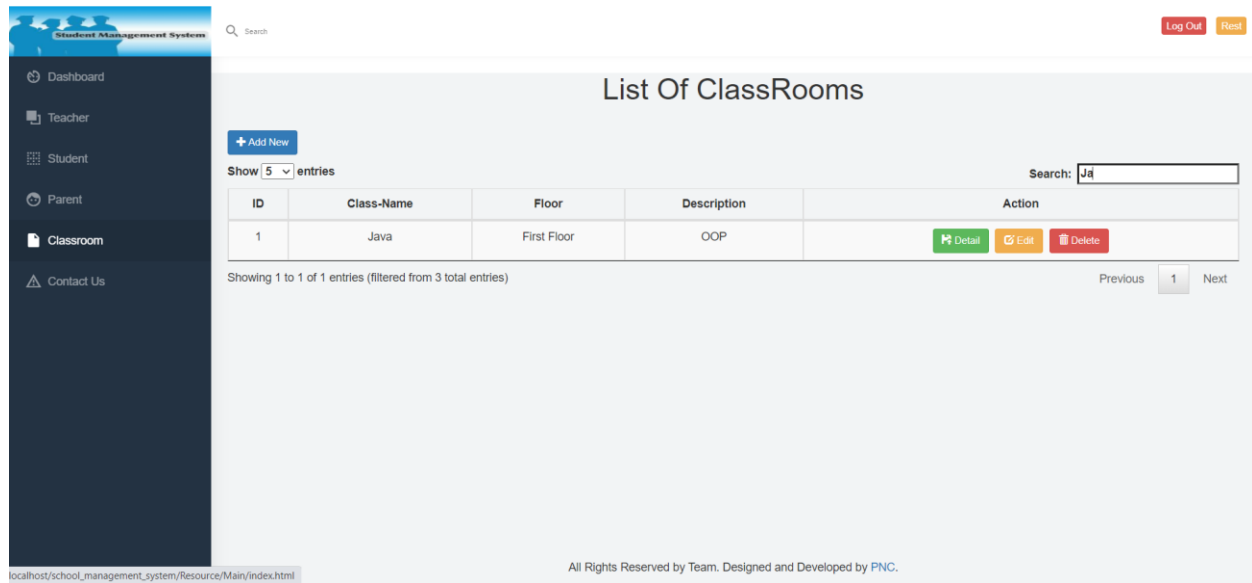 Student Management System
Search
Log Out Rest
Dashboard
Teacher
Student
Parent
Classroom
Contact Us
List Of ClassRooms
Add New
Show 5 entries
Search: Ja
ID Class-Name Floor Description Action
1 Java First Floor OOP Detail Edit Delete
Showing 1 to 1 of 1 entries (filtered from 3 total entries)
Previous 1 Next
All Rights Reserved by Team. Designed and Developed by PNC.
localhost/school_management_system/Resource/Main/index.html